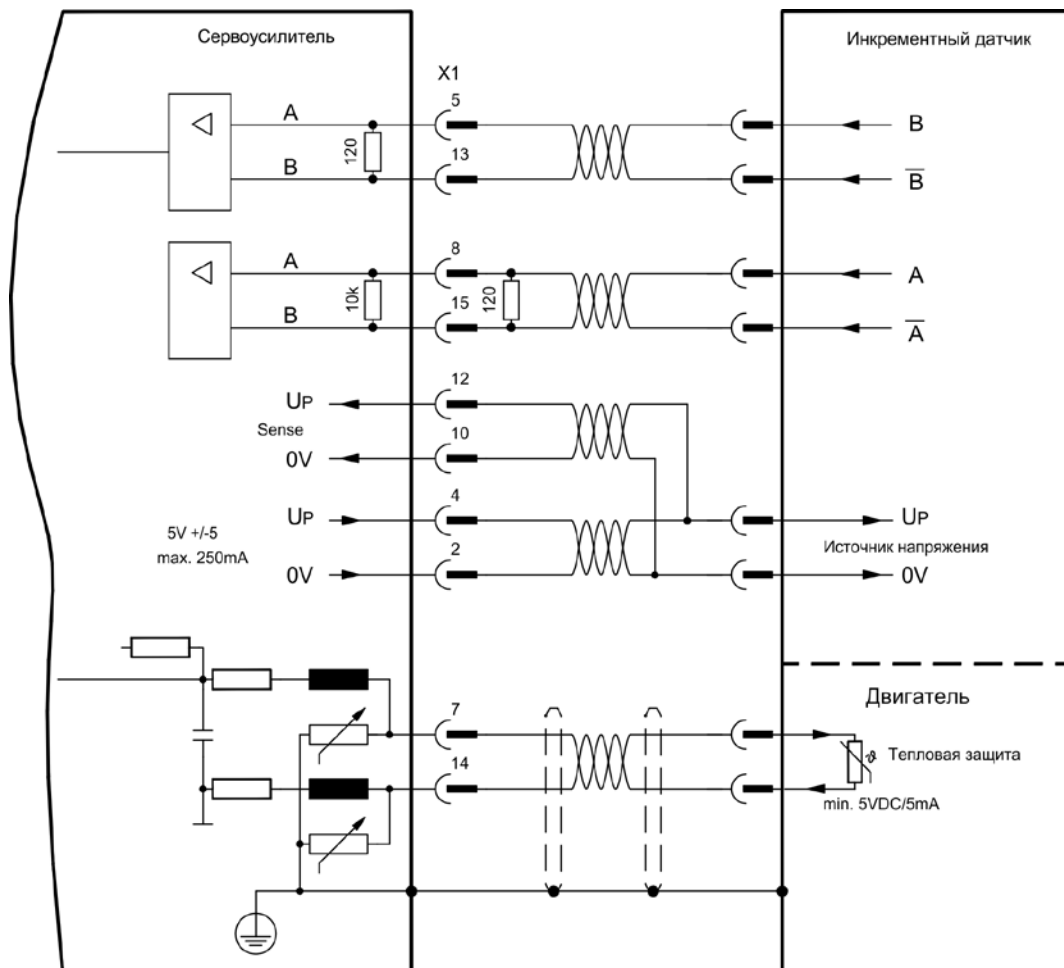 Сервоусилитель
Инкрементный датчик
X1
A
5
B
120
B
13
B
A
8
A
10k
120
B
15
A
UP
12
Sense
0V
10
5V +/-5
max. 250mA
UP
4
UP
Источник напряжения
0V
2
0V
Двигатель
7
ϑ Тепловая защита
14
min. 5VDC/5mA